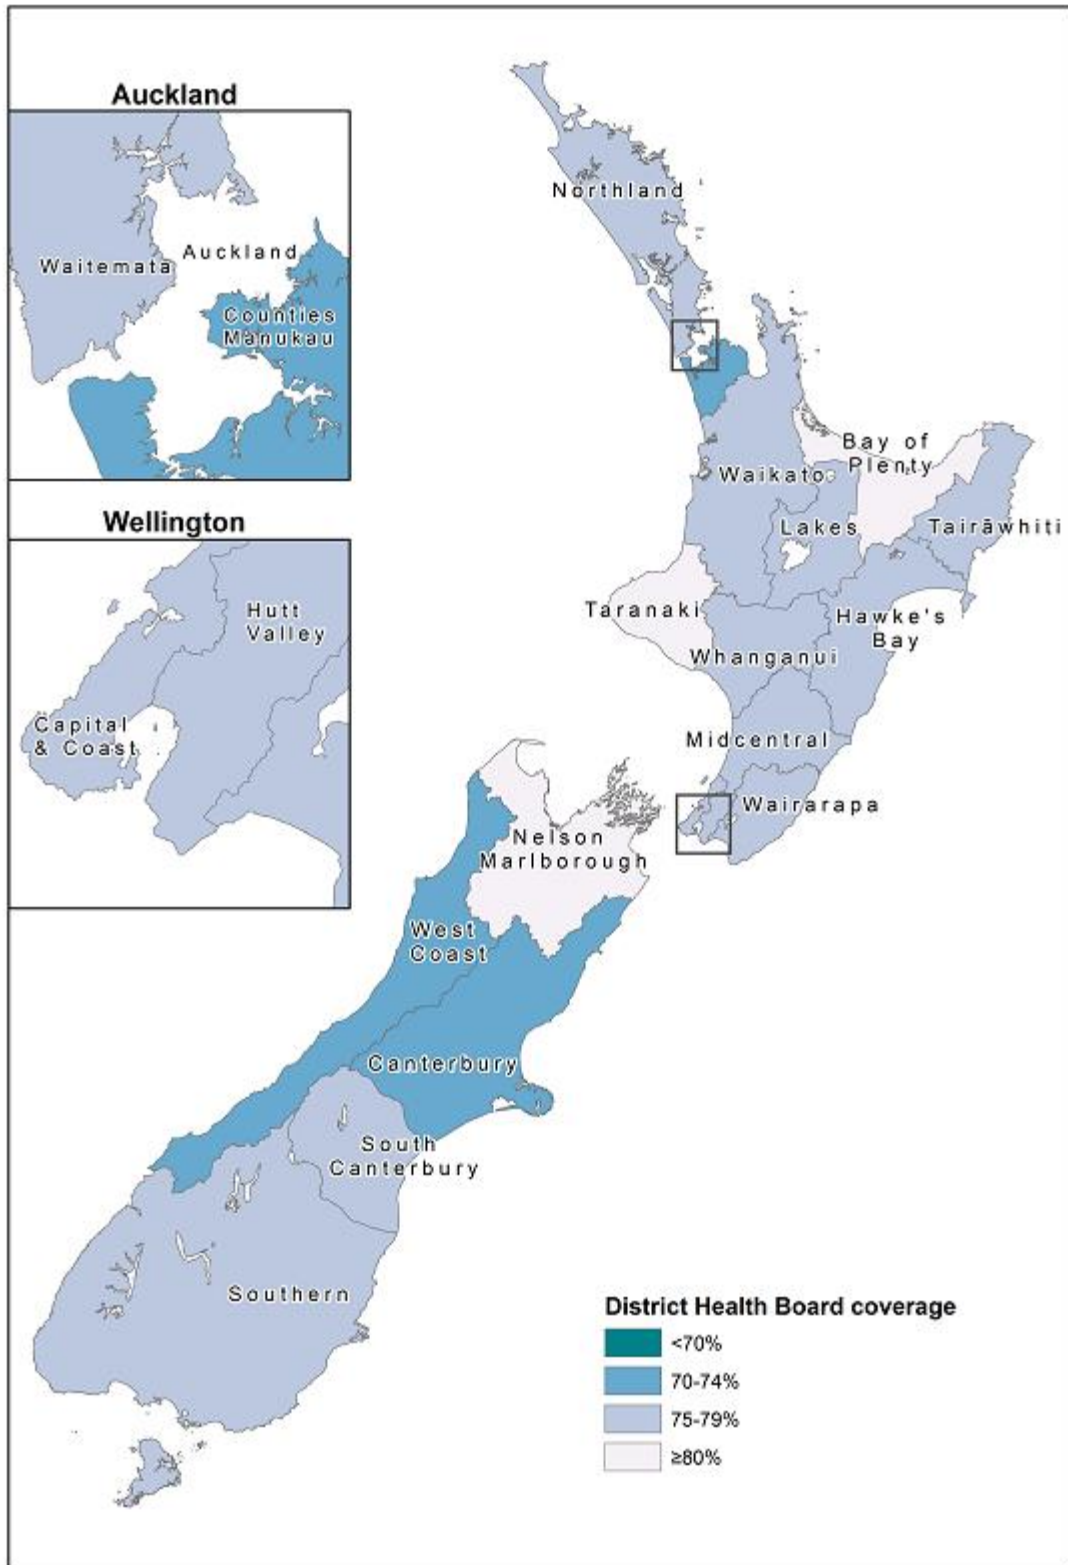 Auckland
Waitemata
Auckland
Counties
Manukau
Wellington
Hutt
Valley
Capital
& Coast
Northland
Bay of
Plenty
Waikato
Lakes
Tairāwhiti
Taranaki
Hawke's
Bay
Whanganui
Midcentral
Wairarapa
Nelson
Marlborough
West
Coast
Canterbury
South
Canterbury
Southern
District Health Board coverage
<70%
70-74%
75-79%
≥80%